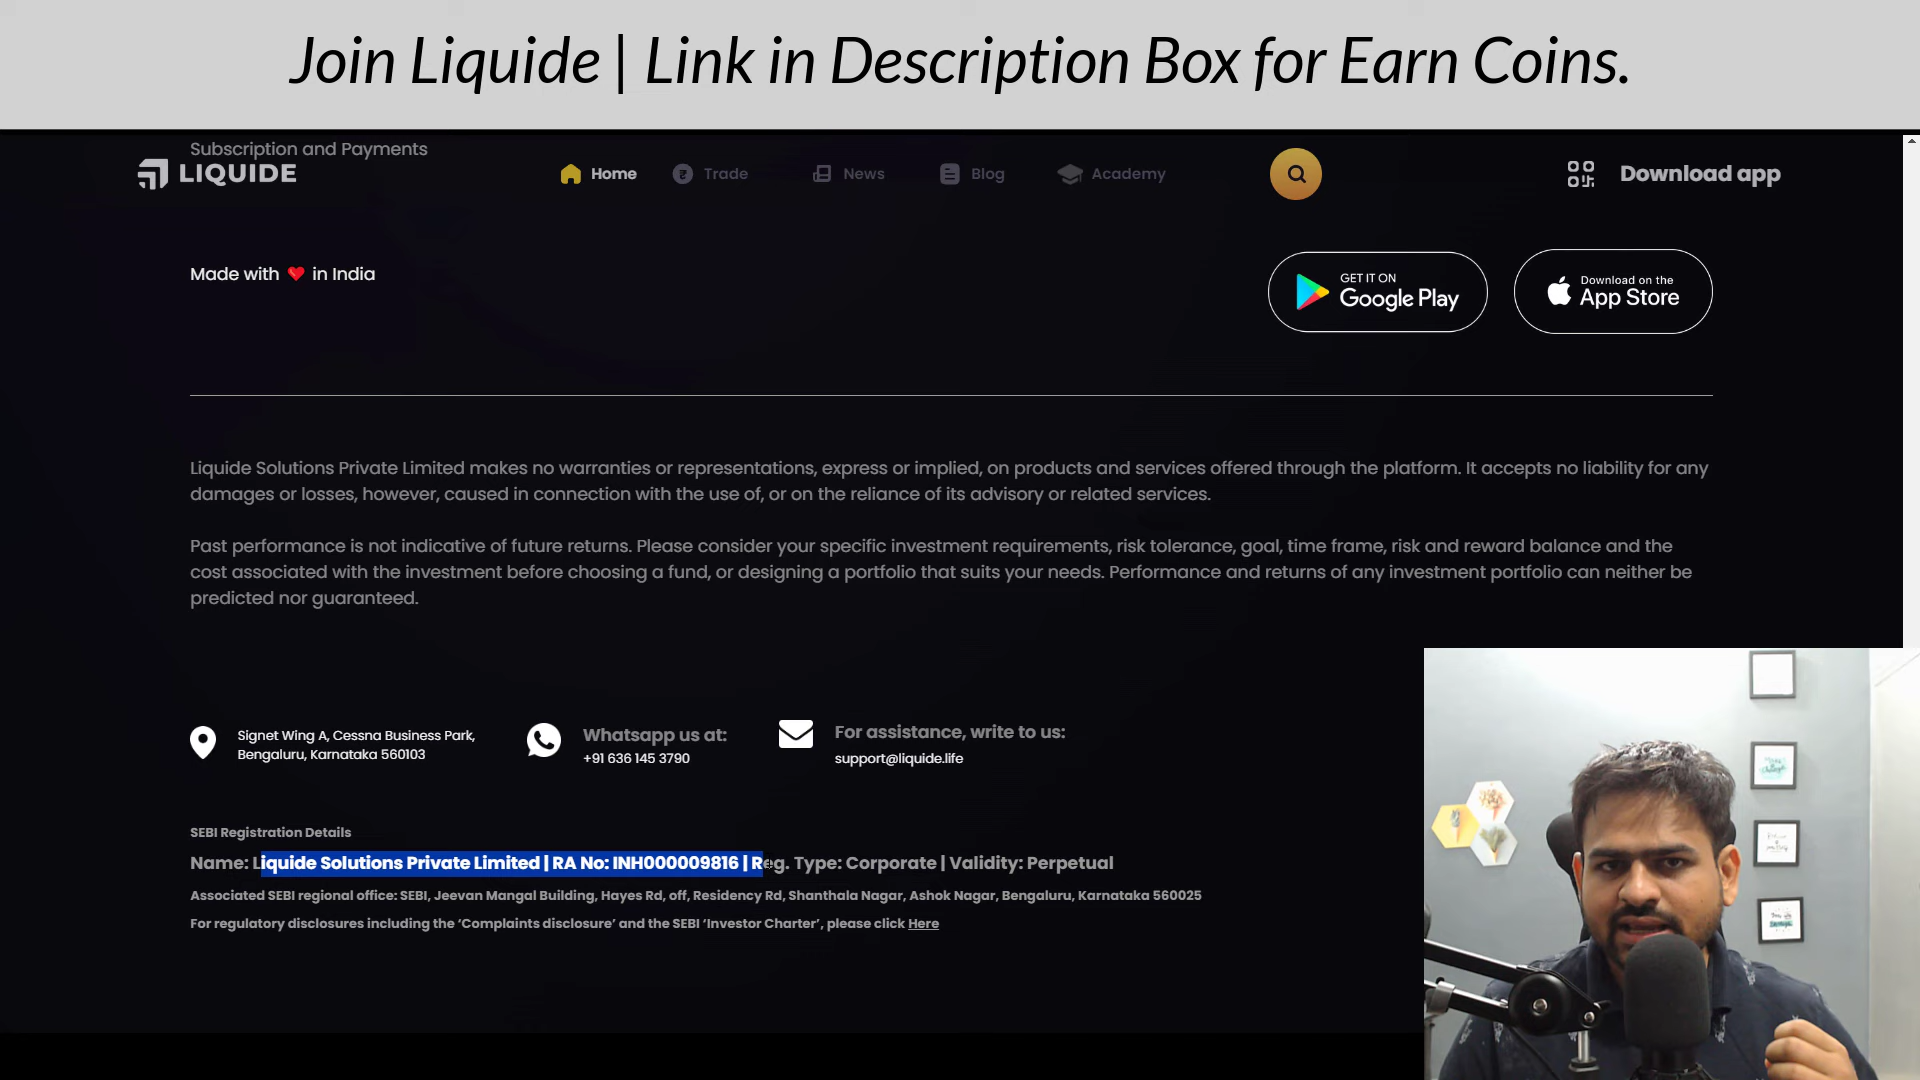 Join Liquide | Link in Description Box for Earn Coins.
Subscription and Payments
LIQUIDE
Home
Trade
News
Blog
Academy
Download app
Made with ❤ in India
GET IT ON
Google Play
Download on the
App Store
Liquide Solutions Private Limited makes no warranties or representations, express or implied, on products and services offered through the platform. It accepts no liability for any
damages or losses, however, caused in connection with the use of, or on the reliance of its advisory or related services.
Past performance is not indicative of future returns. Please consider your specific investment requirements, risk tolerance, goal, time frame, risk and reward balance and the
cost associated with the investment before choosing a fund, or designing a portfolio that suits your needs. Performance and returns of any investment portfolio can neither be
predicted nor guaranteed.
Signet Wing A, Cessna Business Park,
Bengaluru, Karnataka 560103
Whatsapp us at:
+91 636 145 3790
For assistance, write to us:
support@liquide.life
SEBI Registration Details
Name: Liquide Solutions Private Limited | RA No: INH000009816 | Reg. Type: Corporate | Validity: Perpetual
Associated SEBI regional office: SEBI, Jeevan Mangal Building, Hayes Rd, off, Residency Rd, Shanthala Nagar, Ashok Nagar, Bengaluru, Karnataka 560025
For regulatory disclosures including the ‘Complaints disclosure’ and the SEBI ‘Investor Charter’, please click Here